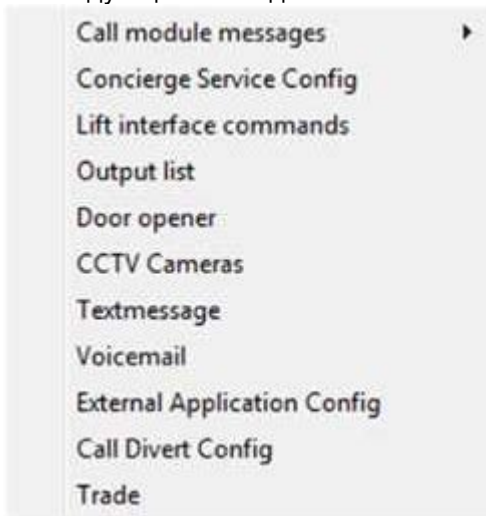 Call module messages
Concierge Service Config
Lift interface commands
Output list
Door opener
CCTV Cameras
Textmessage
Voicemail
External Application Config
Call Divert Config
Trade